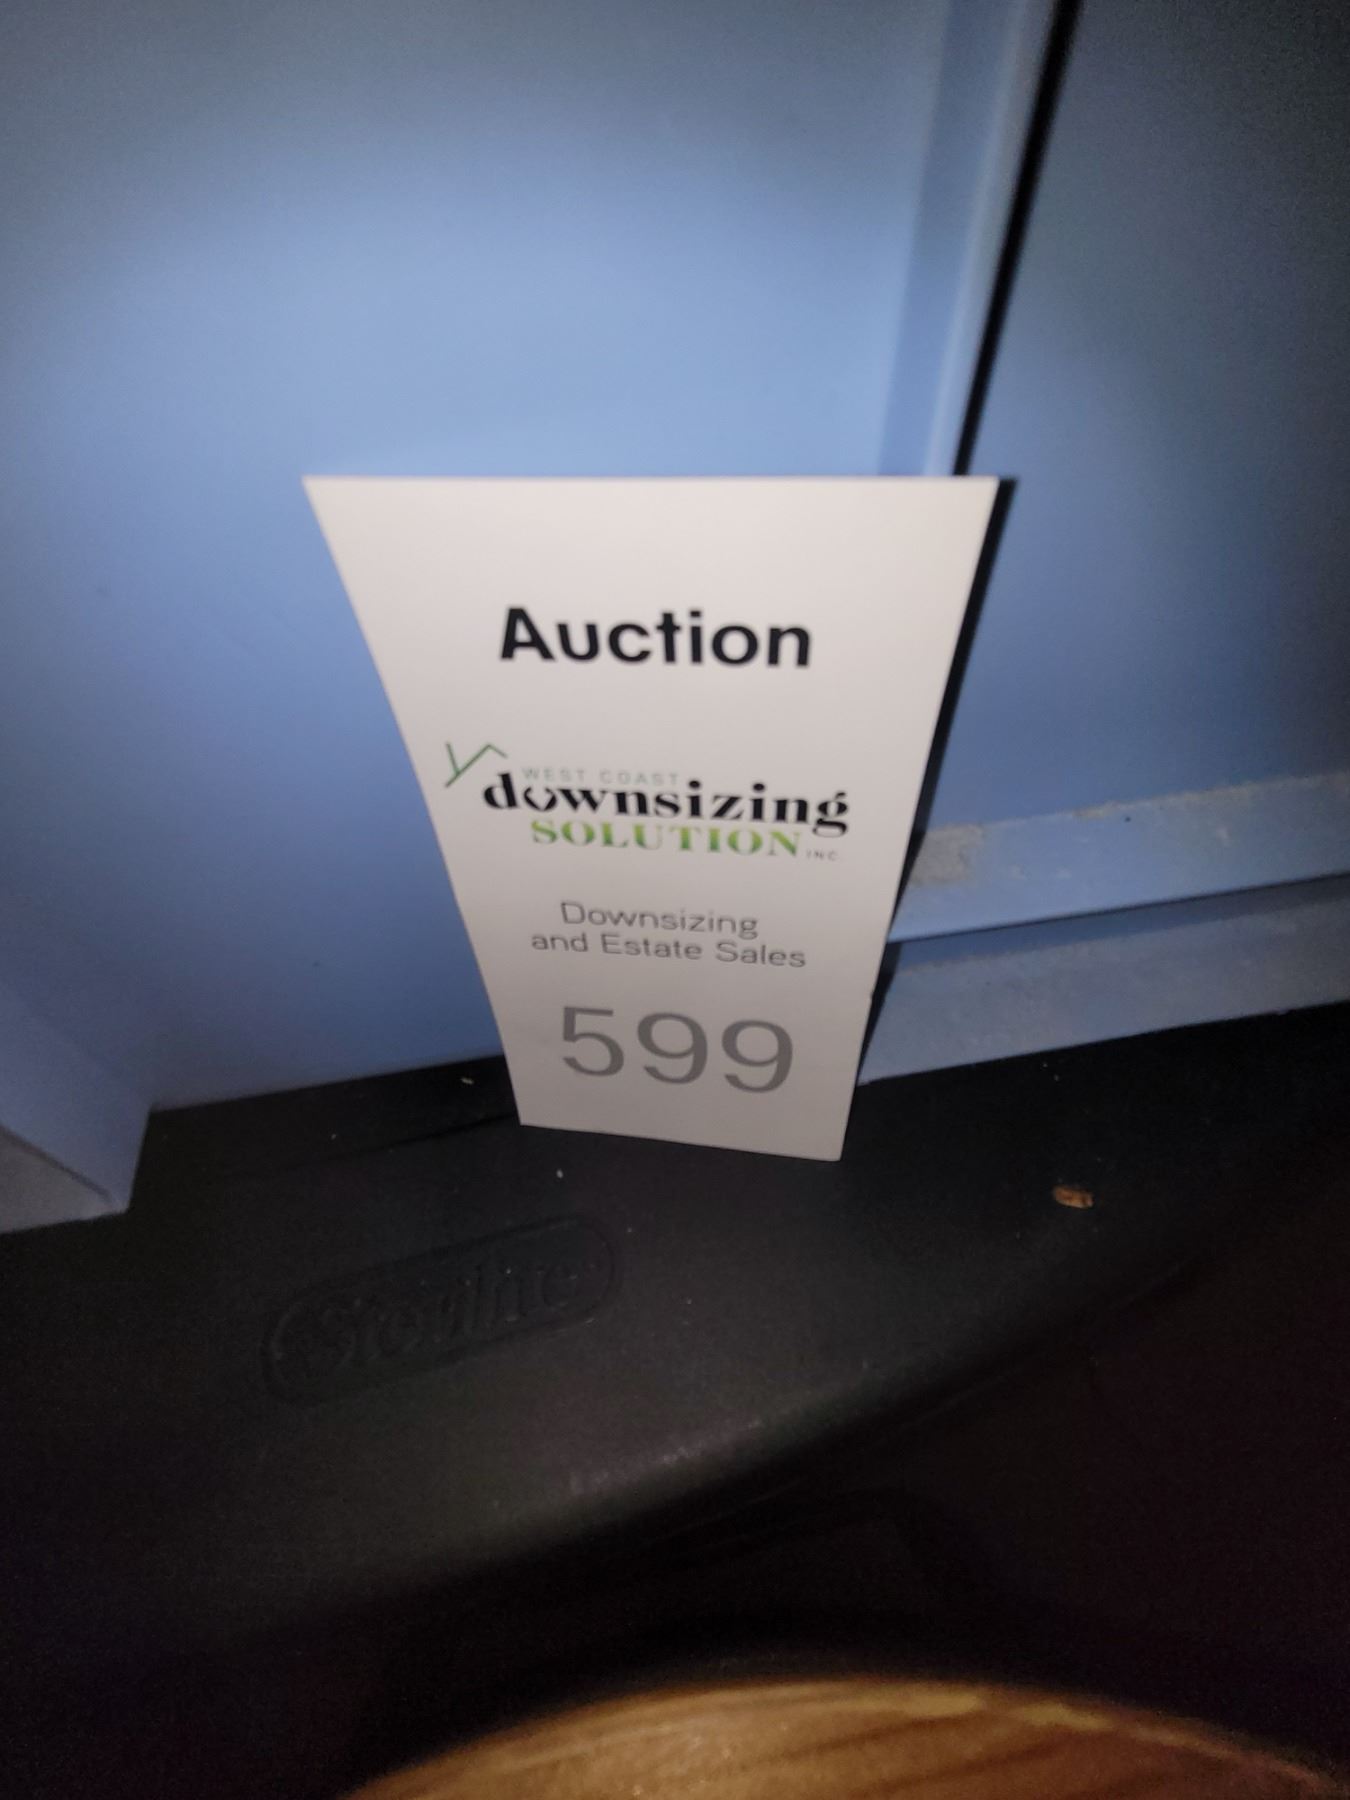 Auction
WEST COAST
downsizing
SOLUTION INC.
Downsizing
and Estate Sales
599
Sterilite